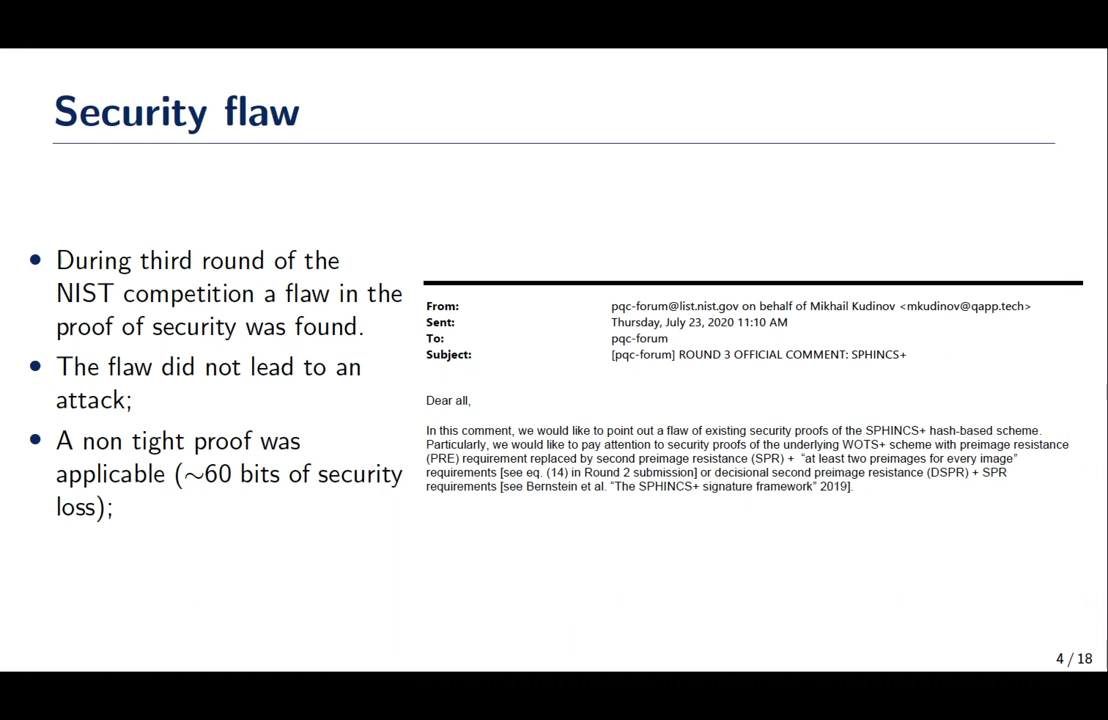 Security flaw
• During third round of the
NIST competition a flaw in the
proof of security was found.
• The flaw did not lead to an
attack;
• A non tight proof was
applicable (~60 bits of security
loss);
From: pqc-forum@list.nist.gov on behalf of Mikhail Kudinov <mkudinov@qapp.tech>
Sent: Thursday, July 23, 2020 11:10 AM
To: pqc-forum
Subject: [pqc-forum] ROUND 3 OFFICIAL COMMENT: SPHINCS+
Dear all,
In this comment, we would like to point out a flaw of existing security proofs of the SPHINCS+ hash-based scheme.
Particularly, we would like to pay attention to security proofs of the underlying WOTS+ scheme with preimage resistance
(PRE) requirement replaced by second preimage resistance (SPR) + “at least two preimages for every image”
requirements [see eq. (14) in Round 2 submission] or decisional second preimage resistance (DSPR) + SPR
requirements [see Bernstein et al. “The SPHINCS+ signature framework” 2019].
4 / 18